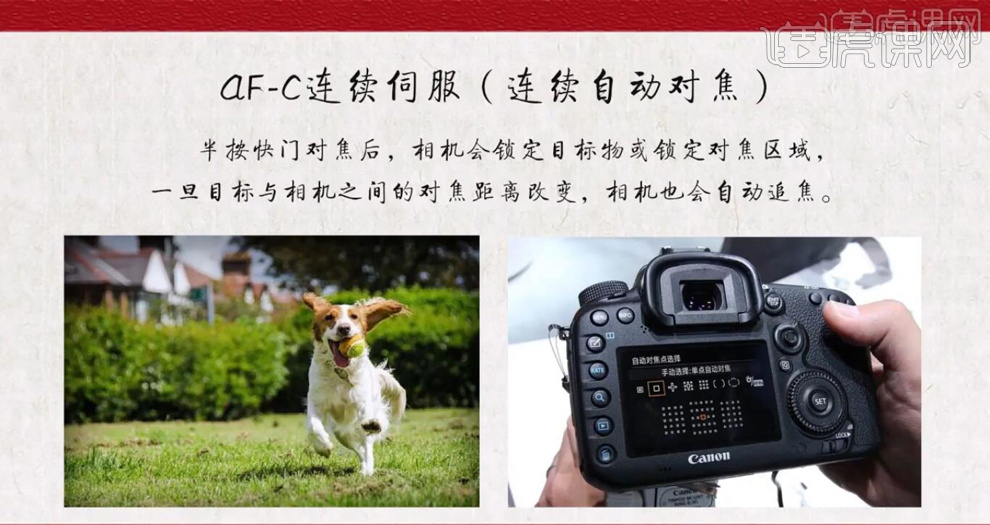 虎课网
AF-C连续伺服（连续自动对焦）
半按快门对焦后，相机会锁定目标物或锁定对焦区域，
一旦目标与相机之间的对焦距离改变，相机也会自动追焦。
INFO
RATE
自动对焦点选择
手动选择:单点自动对焦
SET
LOCK
Canon
Canon